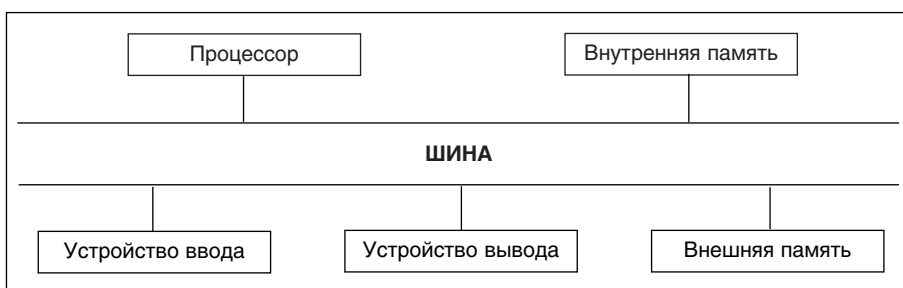 Процессор
Внутренняя память
ШИНА
Устройство ввода
Устройство вывода
Внешняя память